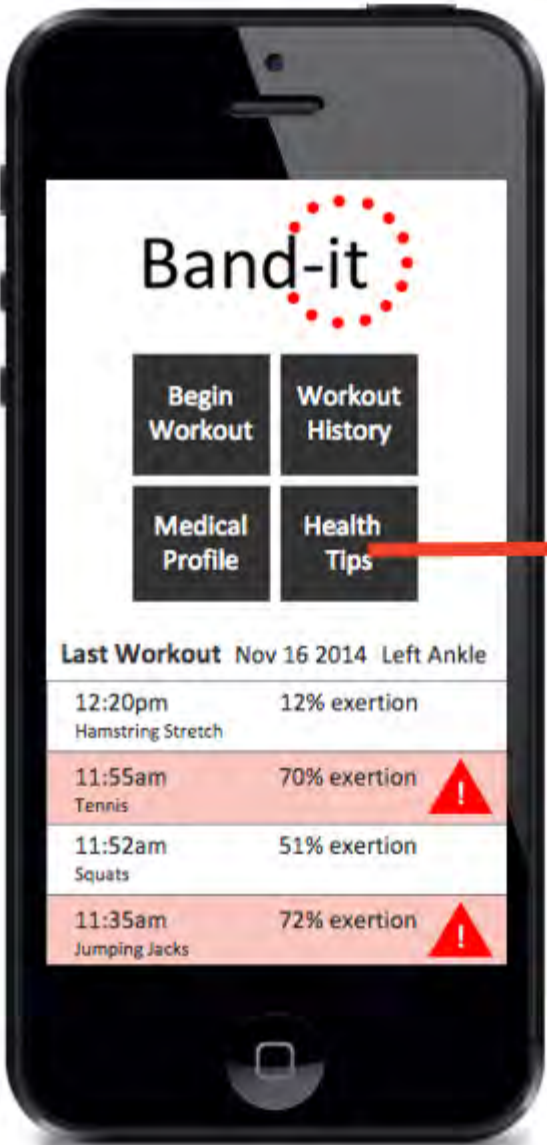 Band-it
Begin
Workout
Workout
History
Medical
Profile
Health
Tips
Last Workout Nov 16 2014 Left Ankle
12:20pm 12% exertion
Hamstring Stretch
11:55am 70% exertion !
Tennis
11:52am 51% exertion
Squats
11:35am 72% exertion !
Jumping Jacks